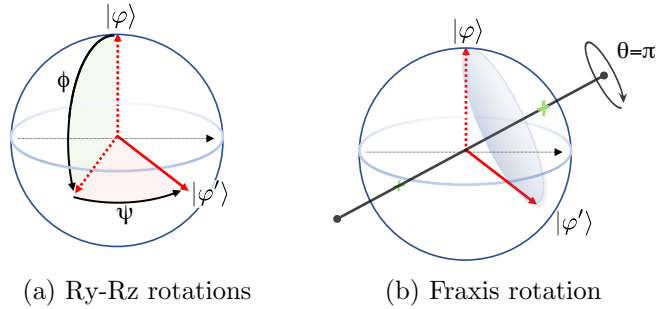 |φ⟩
ϕ
ψ
|φ'⟩
(a) Ry-Rz rotations
|φ⟩
θ=π
|φ'⟩
(b) Fraxis rotation